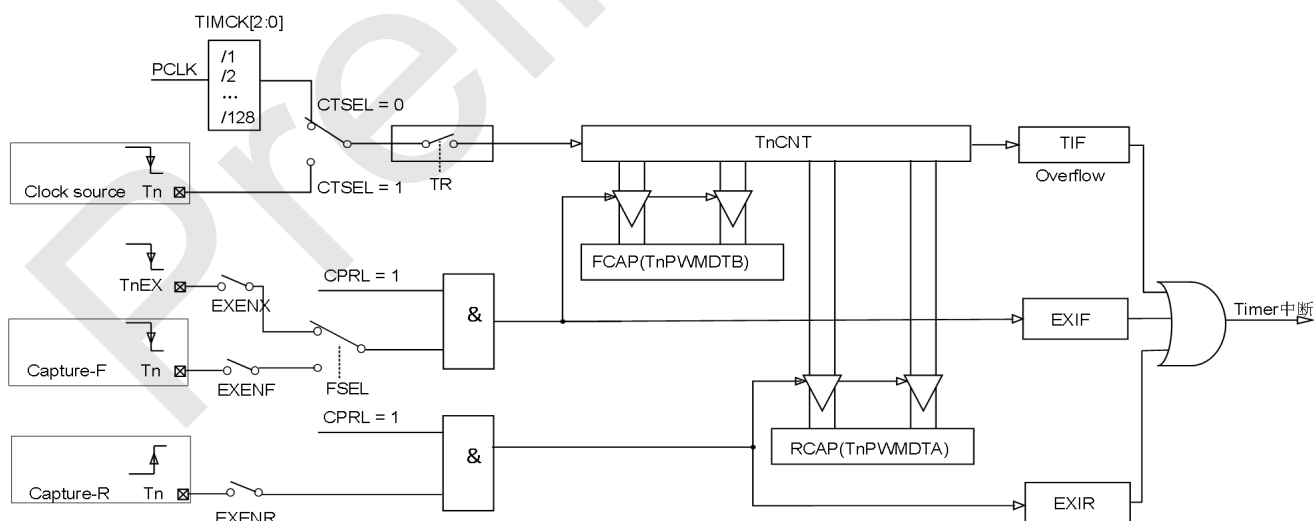 TIMCK[2:0]
PCLK
/1
/2
...
/128
CTSEL = 0
TnCNT
TIF
Overflow
Clock source Tn
CTSEL = 1
TR
FCAP(TnPWMDTB)
TnEX
EXENX
CPRL = 1
&
EXIF
Timer中断
Capture-F Tn
EXENF
FSEL
CPRL = 1
&
RCAP(TnPWMDTA)
Capture-R Tn
EXENR
EXIR